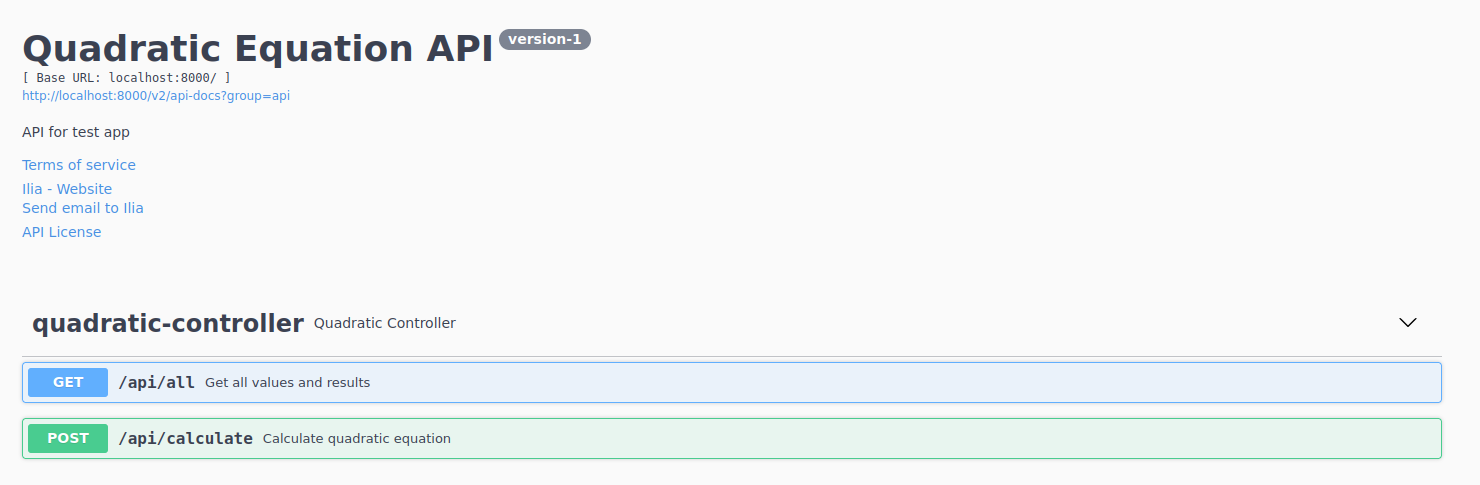 Quadratic Equation API version-1
[ Base URL: localhost:8000/ ]
http://localhost:8000/v2/api-docs?group=api
API for test app
Terms of service
Ilia - Website
Send email to Ilia
API License
quadratic-controller Quadratic Controller
GET /api/all Get all values and results
POST /api/calculate Calculate quadratic equation